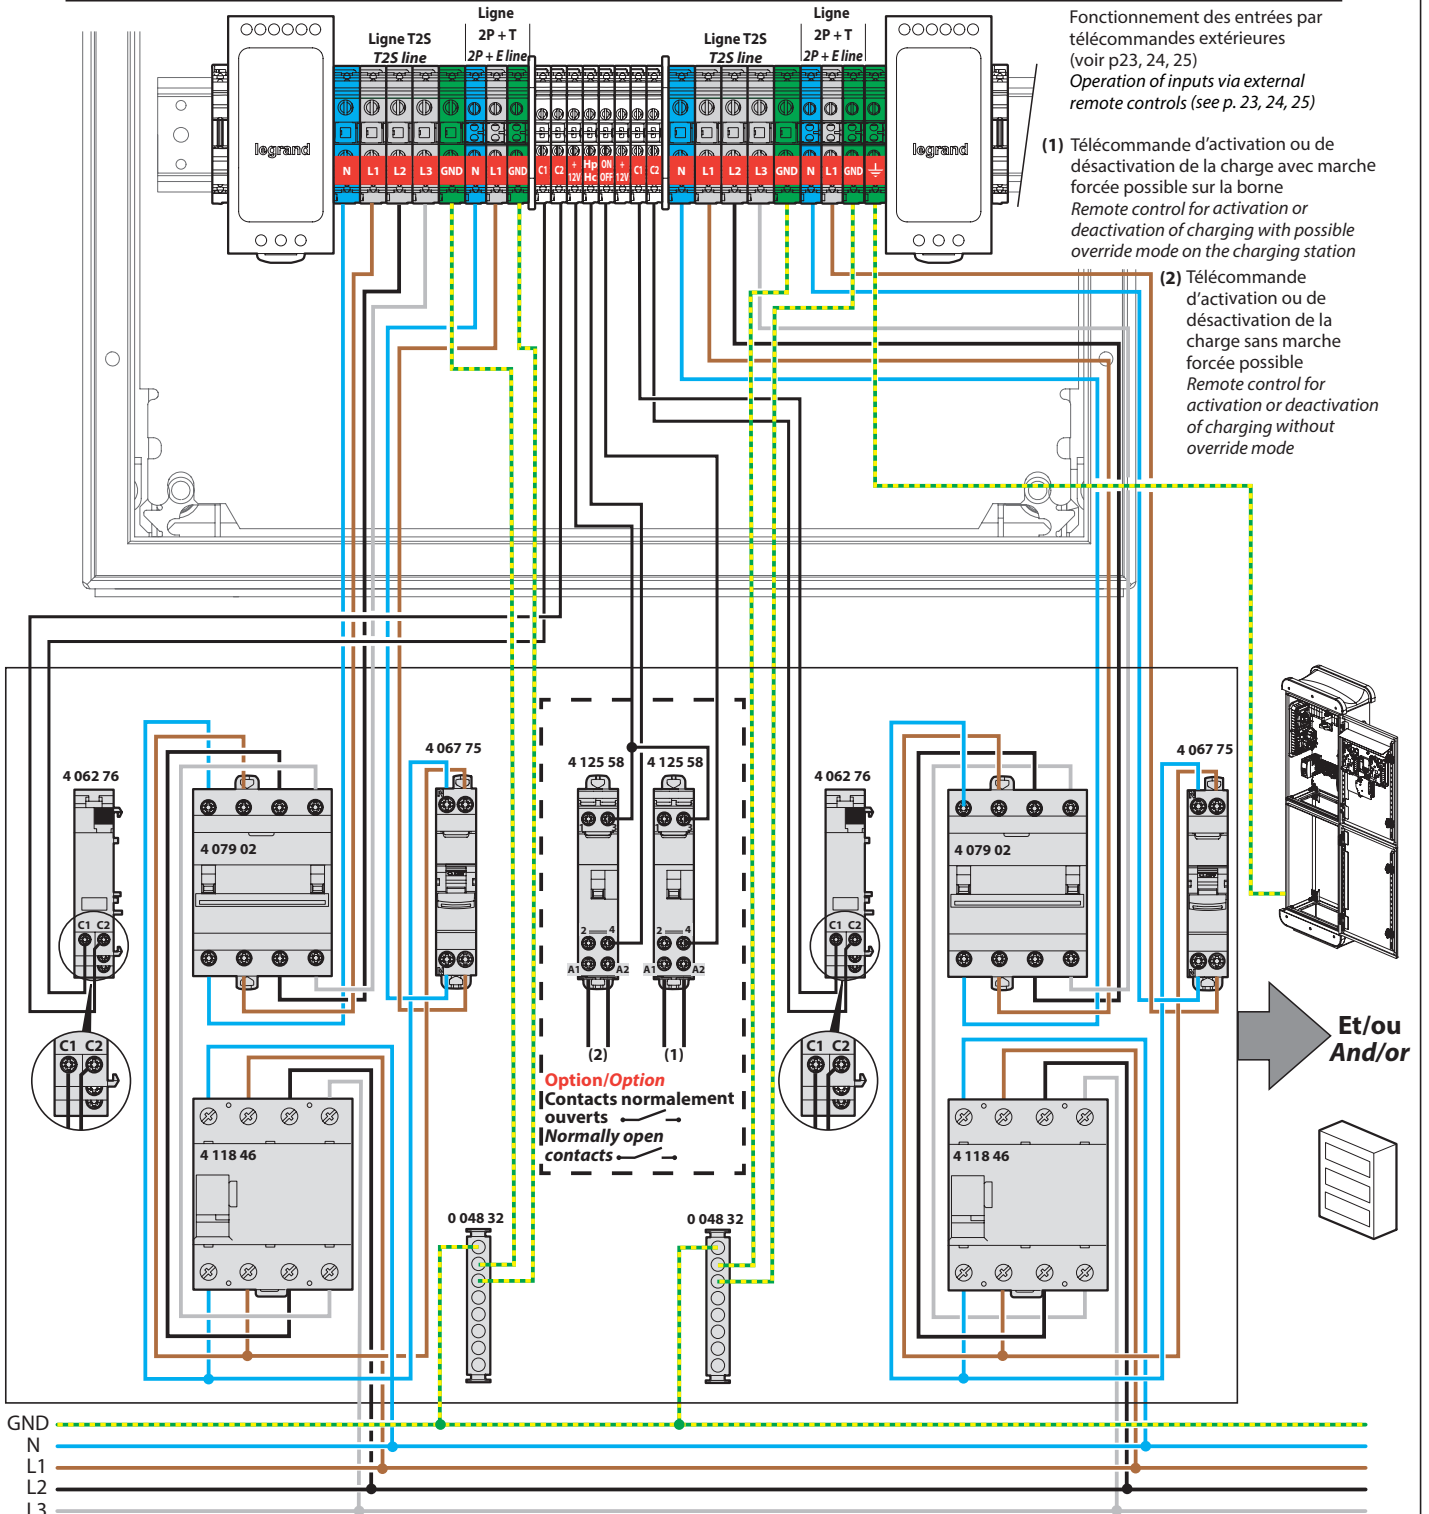 Ligne
2P + T
2P + E line
Ligne T2S
T2S line
Ligne
2P + T
2P + E line
Ligne T2S
T2S line
legrand
legrand
N L1 L2 L3 GND N L1 GND C1 C2 + 12V Hp Hc ON OFF + 12V C1 C2 N L1 L2 L3 GND N L1 GND
Fonctionnement des entrées par
télécommandes extérieures
(voir p23, 24, 25)
Operation of inputs via external
remote controls (see p. 23, 24, 25)
(1) Télécommande d'activation ou de
désactivation de la charge avec marche
forcée possible sur la borne
Remote control for activation or
deactivation of charging with possible
override mode on the charging station
(2) Télécommande
d'activation ou de
désactivation de la
charge sans marche
forcée possible
Remote control for
activation or deactivation
of charging without
override mode
4 062 76
4 079 02
4 067 75
4 125 58
4 125 58
4 062 76
4 079 02
4 067 75
C1 C2
2 4
2 4
A1 A2
A1 A2
C1 C2
C1 C2
(2)
(1)
C1 C2
Option/Option
Contacts normalement
ouverts
Normally open
contacts
Et/ou
And/or
4 118 46
4 118 46
0 048 32
0 048 32
GND
N
L1
L2
L3